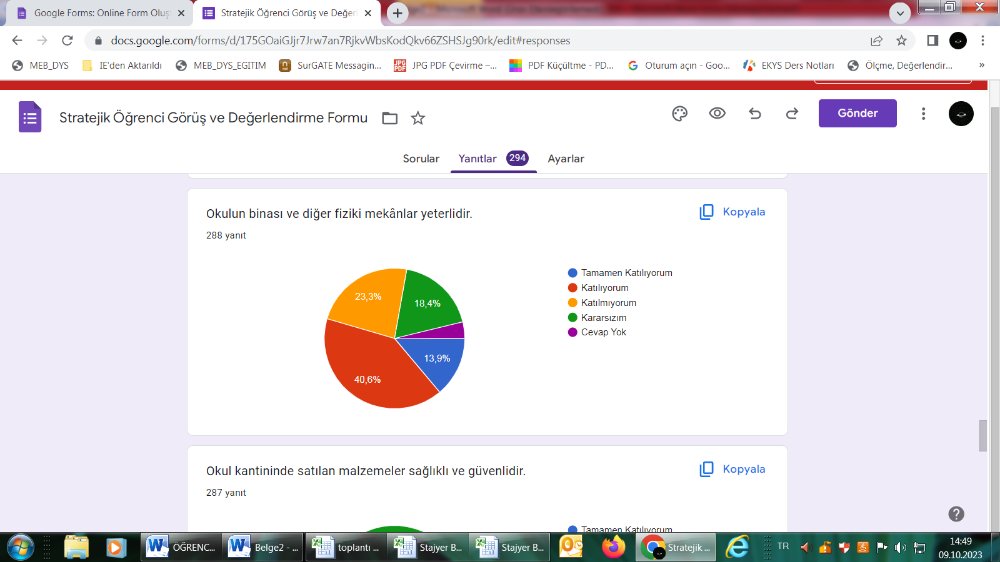 Google Forms: Online Form Oluşt
Stratejik Öğrenci Görüş ve Değerl
docs.google.com/forms/d/175GOaiGJjr7Jrw7an7RjkvWbsKodQkv66ZSHSJg90rk/edit#responses
MEB_DYS
IE'den Aktarıldı
MEB_DYS_EGITIM
SurGATE Messagin...
JPG PDF Çevirme –...
PDF Küçültme - PD...
Oturum açın - Goo...
EKYS Ders Notları
Ölçme, Değerlendir...
»
Stratejik Öğrenci Görüş ve Değerlendirme Formu
Gönder
Sorular
Yanıtlar 294
Ayarlar
Okulun binası ve diğer fiziki mekânlar yeterlidir.
Kopyala
288 yanıt
23,3%
18,4%
13,9%
40,6%
Tamamen Katılıyorum
Katılıyorum
Katılmıyorum
Kararsızım
Cevap Yok
Okul kantininde satılan malzemeler sağlıklı ve güvenlidir.
Kopyala
287 yanıt
Tamamen Katılıyorum
ÖĞRENC...
Belge2 - ...
toplantı ...
Stajyer B...
Stajyer B...
Stratejik ...
TR
14:49
09.10.2023